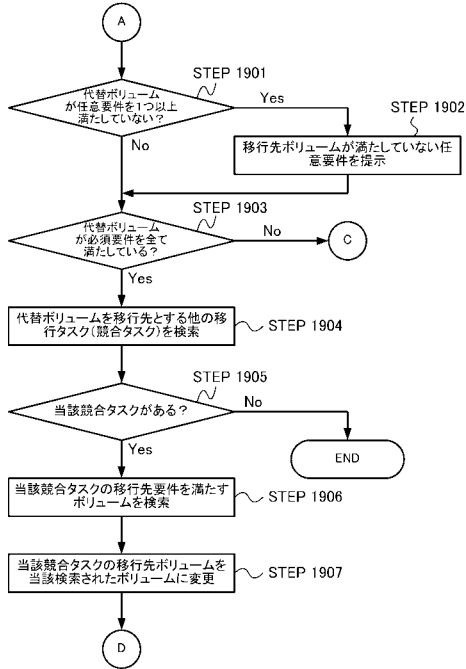 A
代替ボリューム
が任意要件を1つ以上
満たしていない?
STEP 1901
Yes
No
STEP 1902
移行先ボリュームが満たしていない任
意要件を提示
代替ボリューム
が必須要件を全て
満たしている?
STEP 1903
No
C
Yes
代替ボリュームを移行先とする他の移
行タスク(競合タスク)を検索
STEP 1904
当該競合タスクがある?
STEP 1905
No
END
Yes
当該競合タスクの移行先要件を満たす
ボリュームを検索
STEP 1906
当該競合タスクの移行先ボリュームを
当該検索されたボリュームに変更
STEP 1907
D